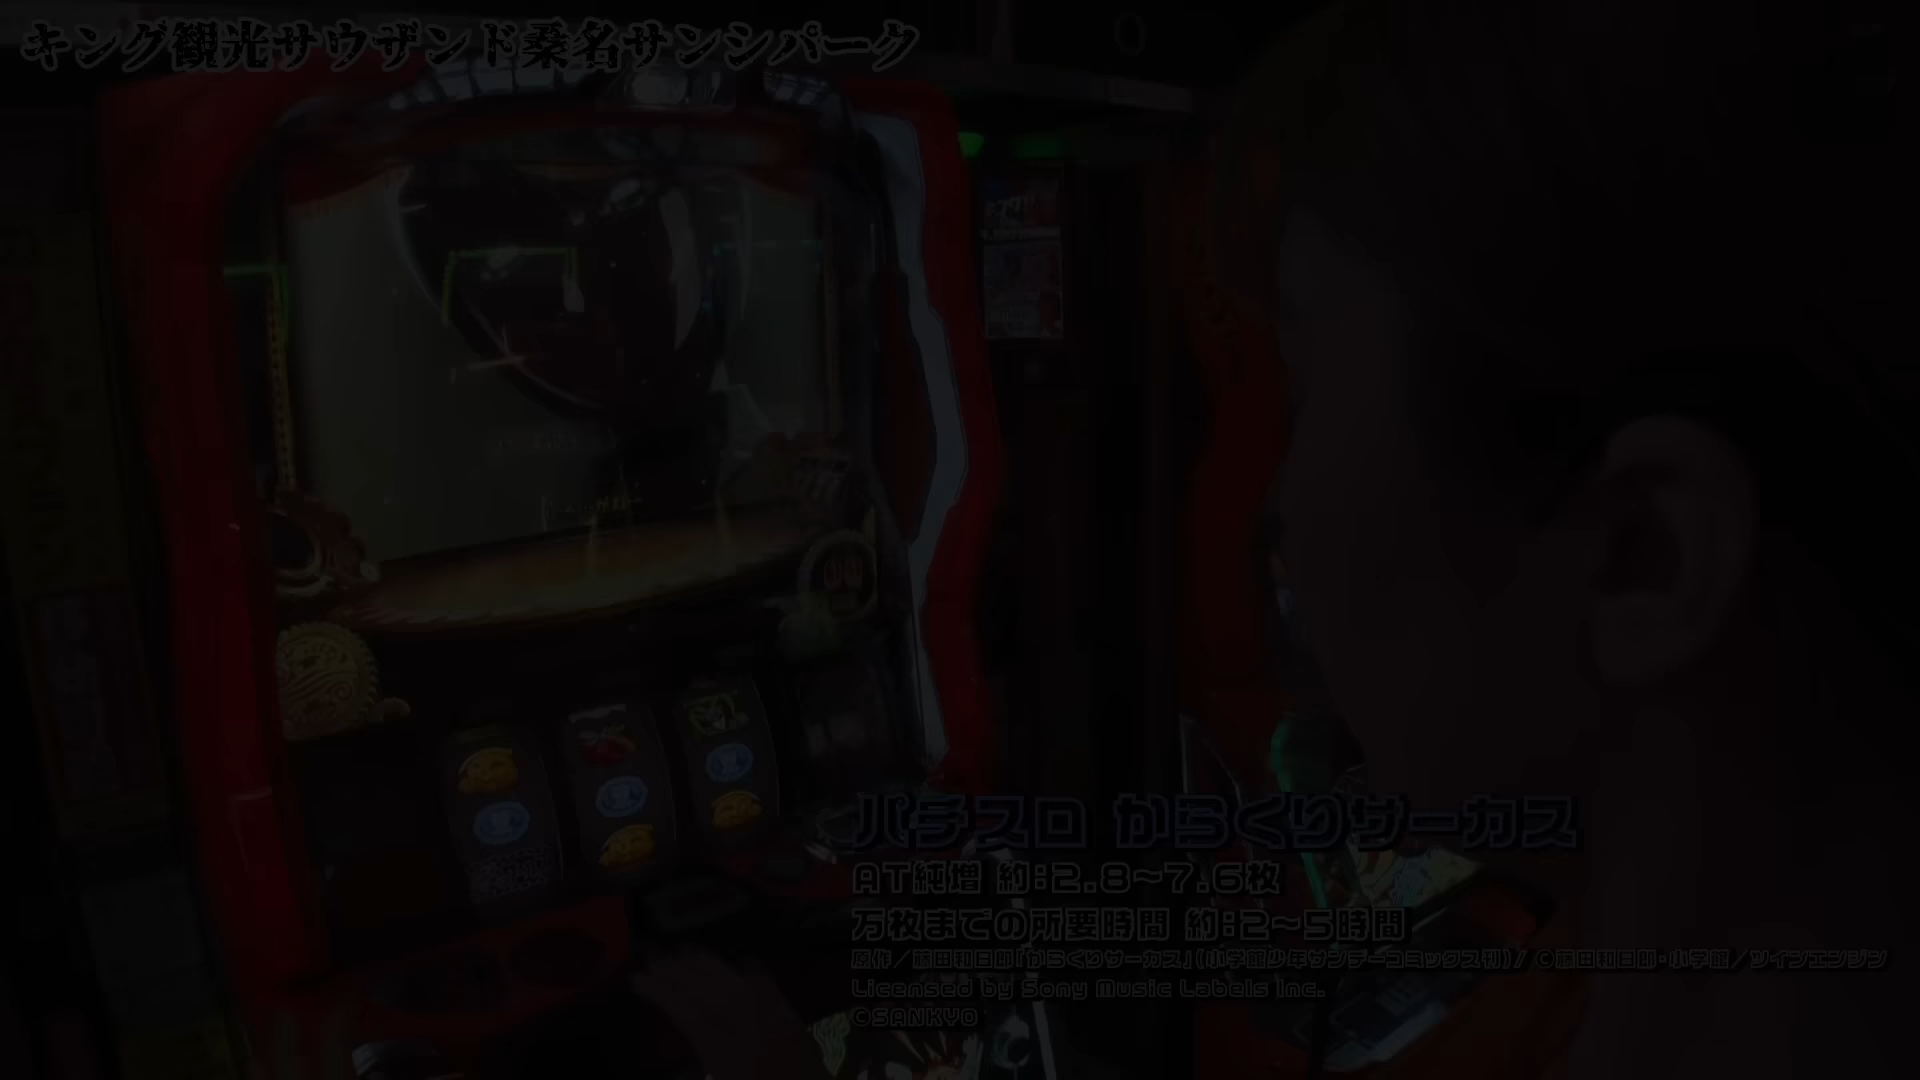 キング観光サウザンド桑名サンシパーク
パチスロ からくりサーカス
AT純増 約:2.8~7.6枚
万枚までの所要時間 約:2~5時間
原作／藤田和日郎「からくりサーカス」(小学館少年サンデーコミックス刊)/ ©藤田和日郎・小学館／ツインエンジン
Licensed by Sony Music Labels Inc.
©SANKYO